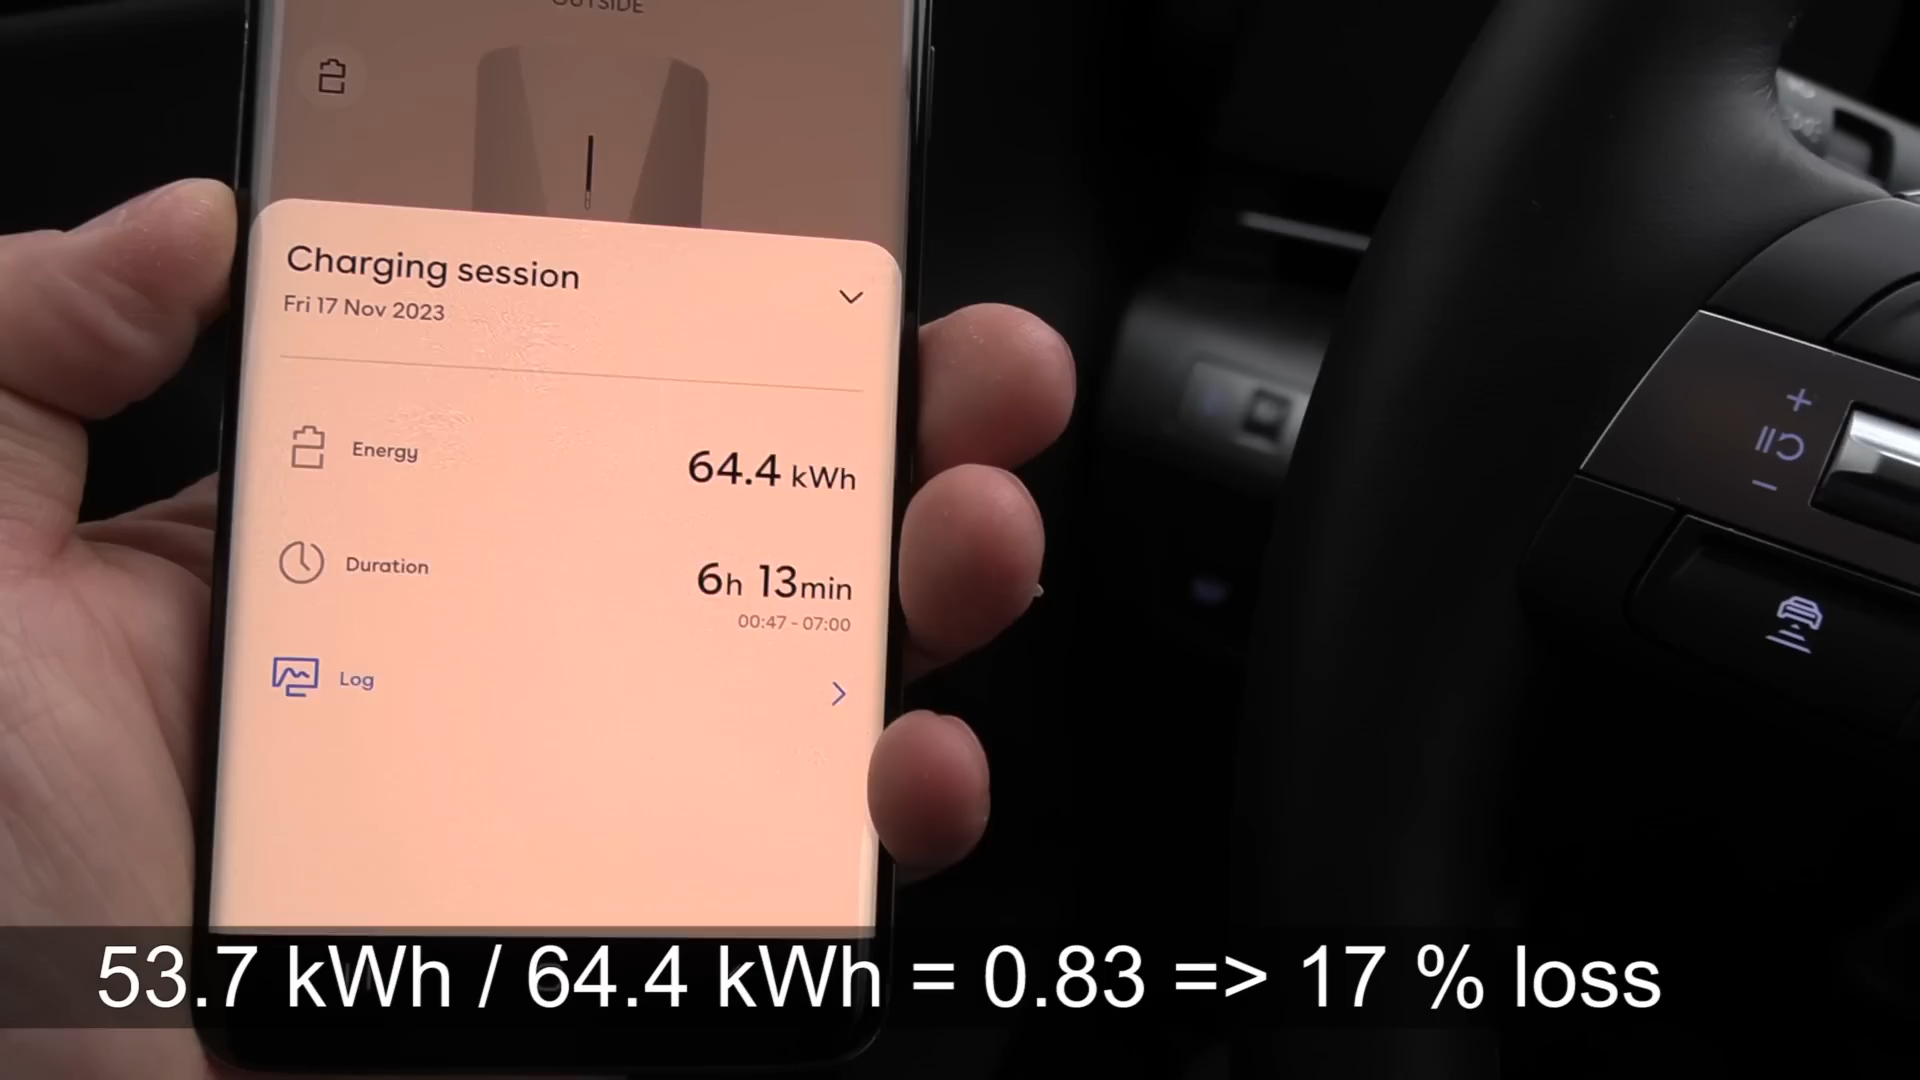 OUTSIDE
Charging session
Fri 17 Nov 2023
Energy
64.4 kWh
Duration
6h 13min
00:47 - 07:00
Log
+
−
53.7 kWh / 64.4 kWh = 0.83 => 17 % loss